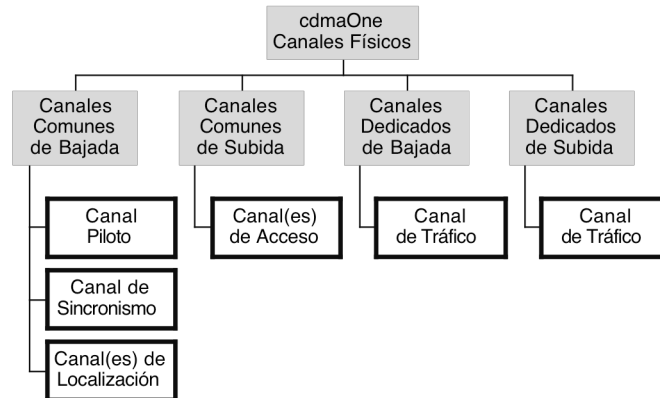 cdmaOne
Canales Físicos
Canales
Comunes
de Bajada
Canales
Comunes
de Subida
Canales
Dedicados
de Bajada
Canales
Dedicados
de Subida
Canal
Piloto
Canal(es)
de Acceso
Canal
de Tráfico
Canal
de Tráfico
Canal de
Sincronismo
Canal(es) de
Localización